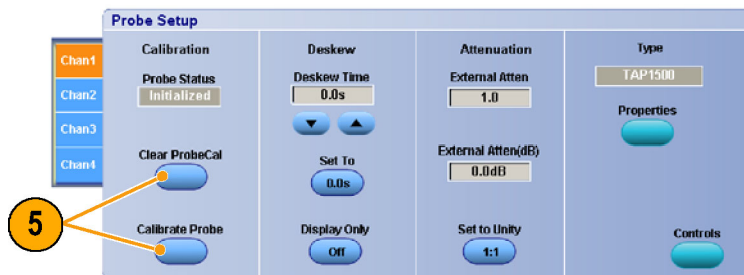 Probe Setup
Chan1
Chan2
Chan3
Chan4
Calibration
Probe Status
Initialized
Clear ProbeCal
Calibrate Probe
Deskew
Deskew Time
0.0s
Set To
0.0s
Display Only
Off
Attenuation
External Atten
1.0
External Atten(dB)
0.0dB
Set to Unity
1:1
Type
TAP1500
Properties
Controls
5